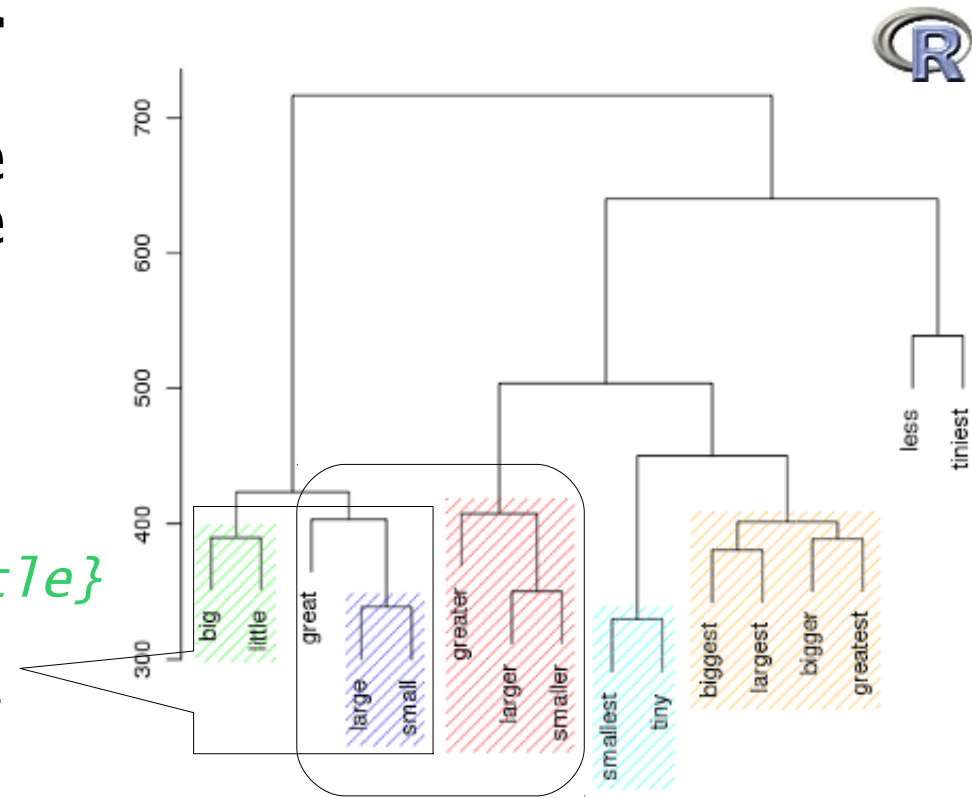 R
700
600
500
400
300
e
e
cle}
big
little
great
large
small
greater
larger
smaller
smallest
tiny
biggest
largest
bigger
greatest
less
tiniest